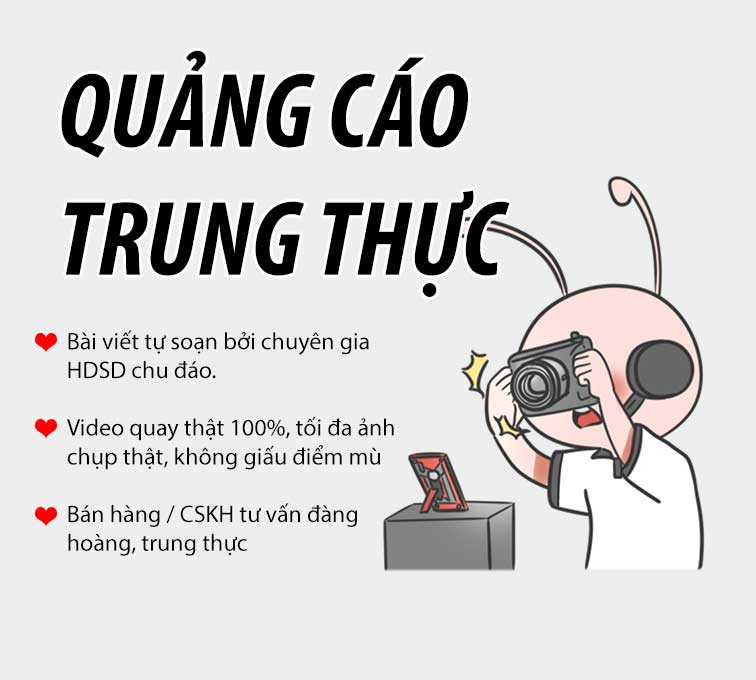 QUẢNG CÁO
TRUNG THỰC
Bài viết tự soạn bởi chuyên gia
HDSD chu đáo.
Video quay thật 100%, tối đa ảnh
chụp thật, không giấu điểm mù
Bán hàng / CSKH tư vấn đàng
hoàng, trung thực